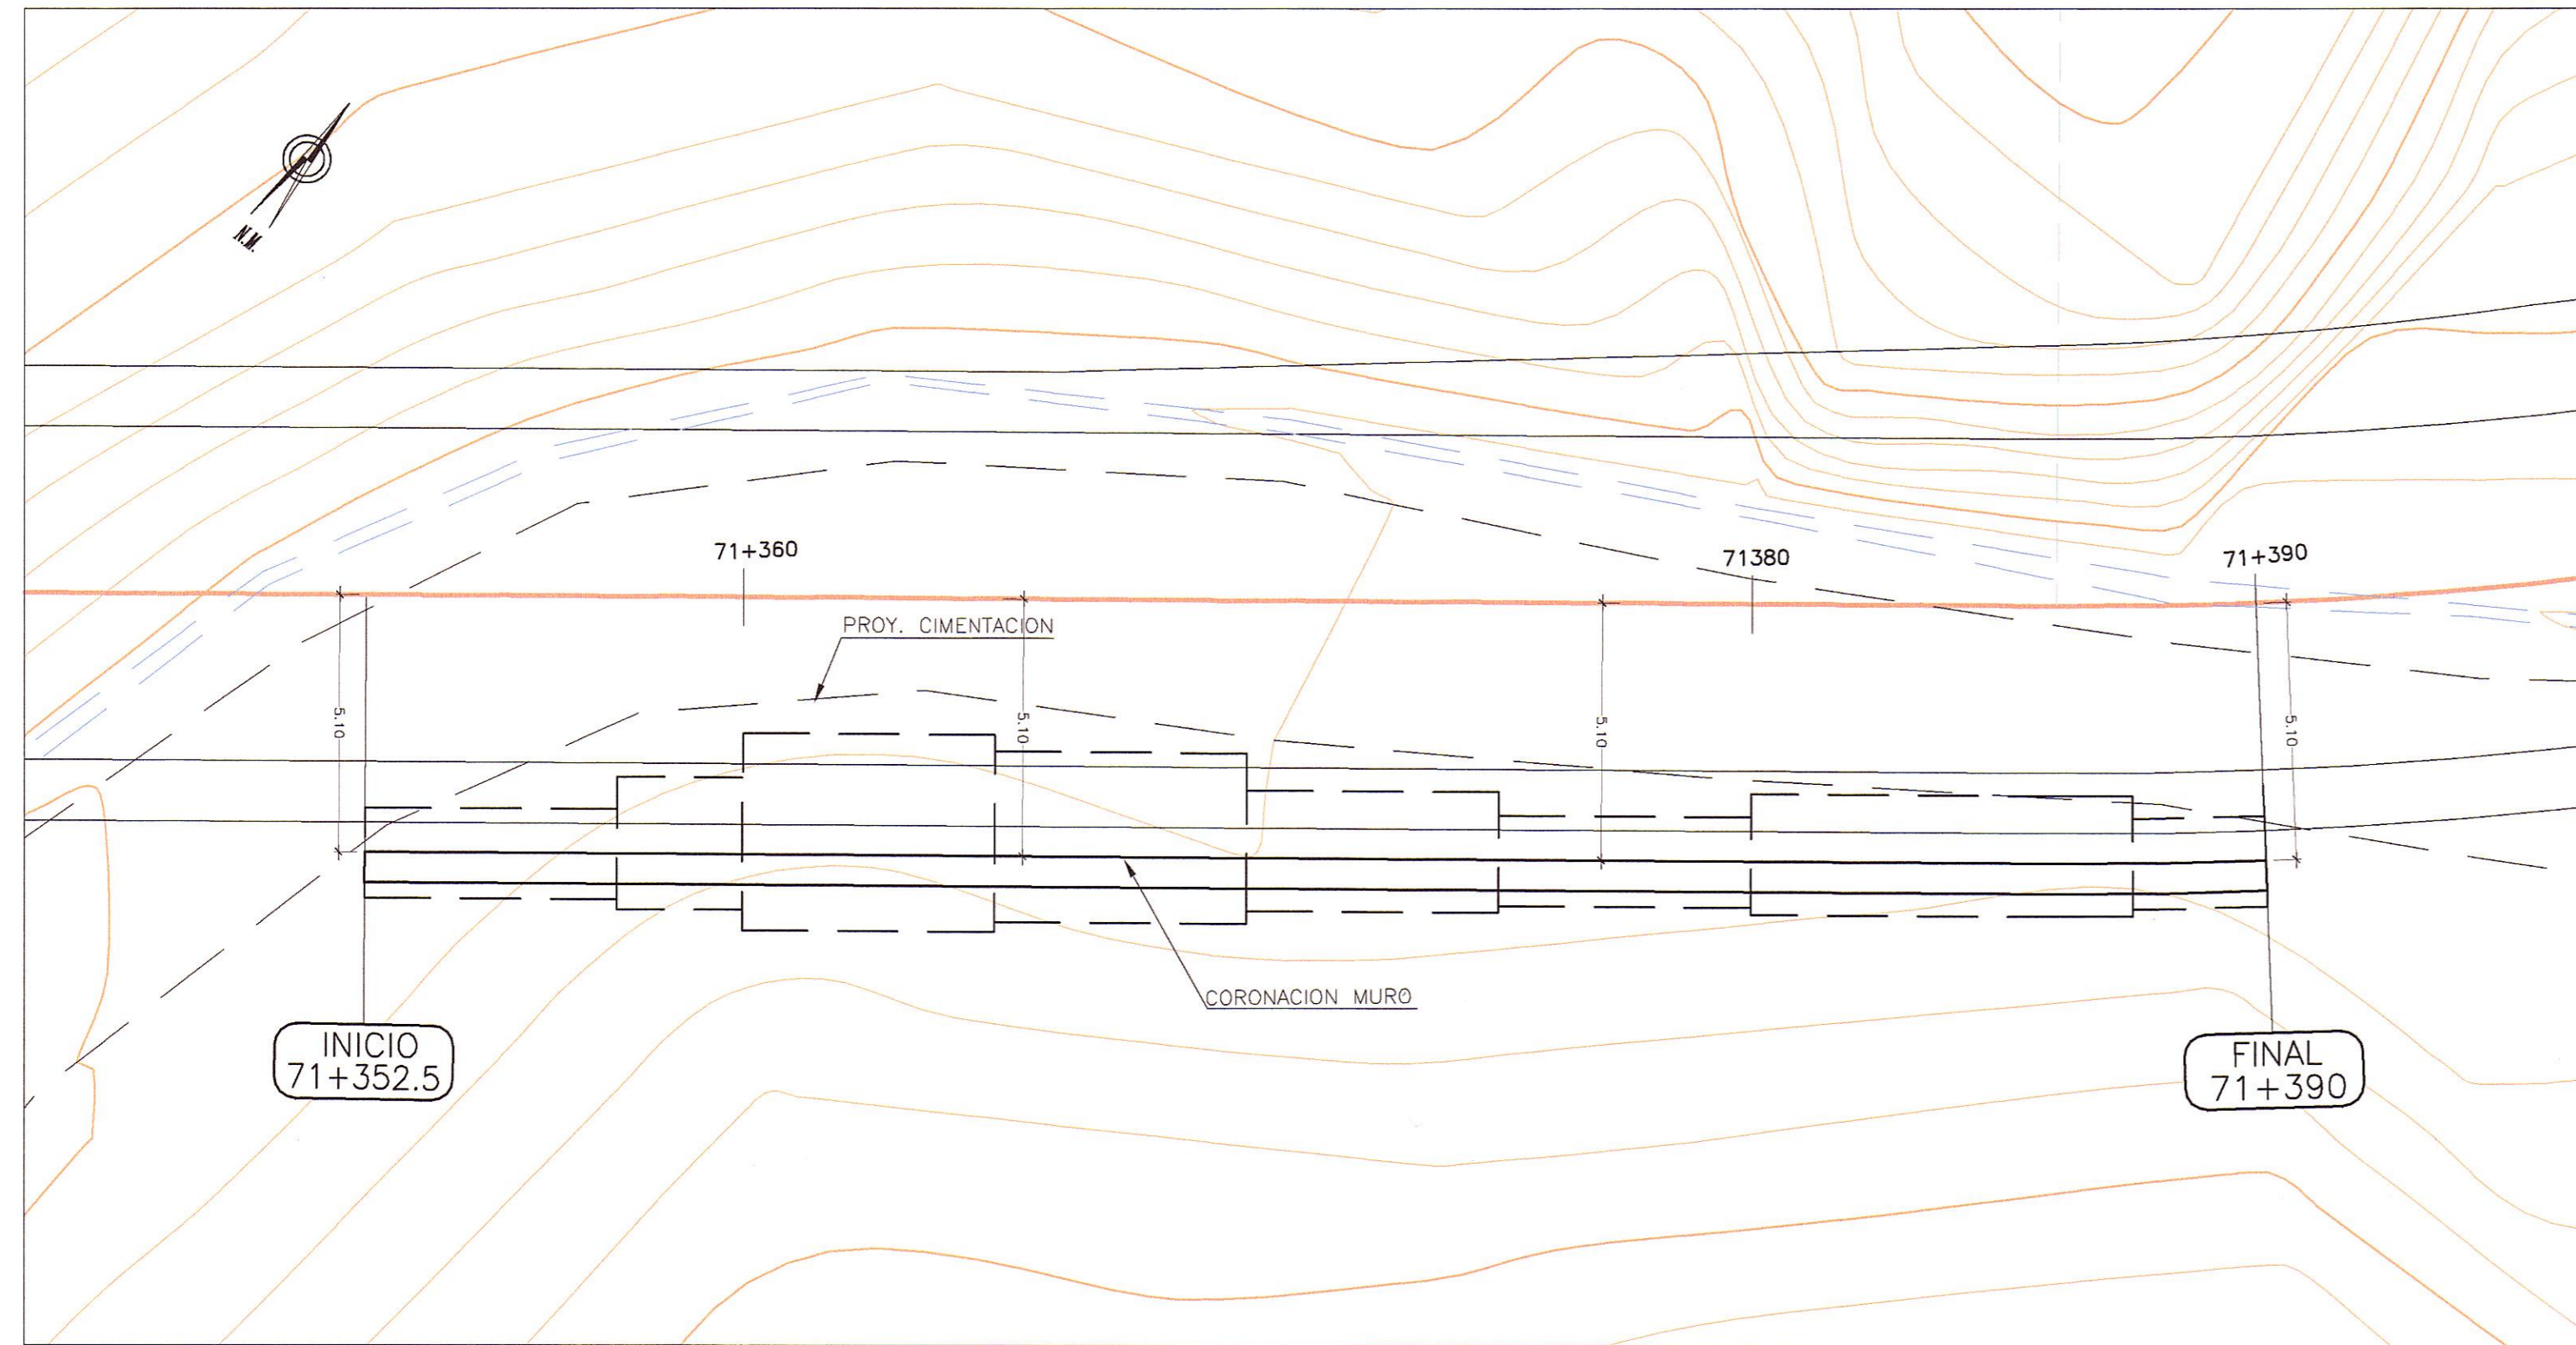 N.M.
71+360
71380
71+390
PROY. CIMENTACION
5.10
5.10
5.10
5.10
CORONACION MURO
INICIO
71+352.5
FINAL
71+390